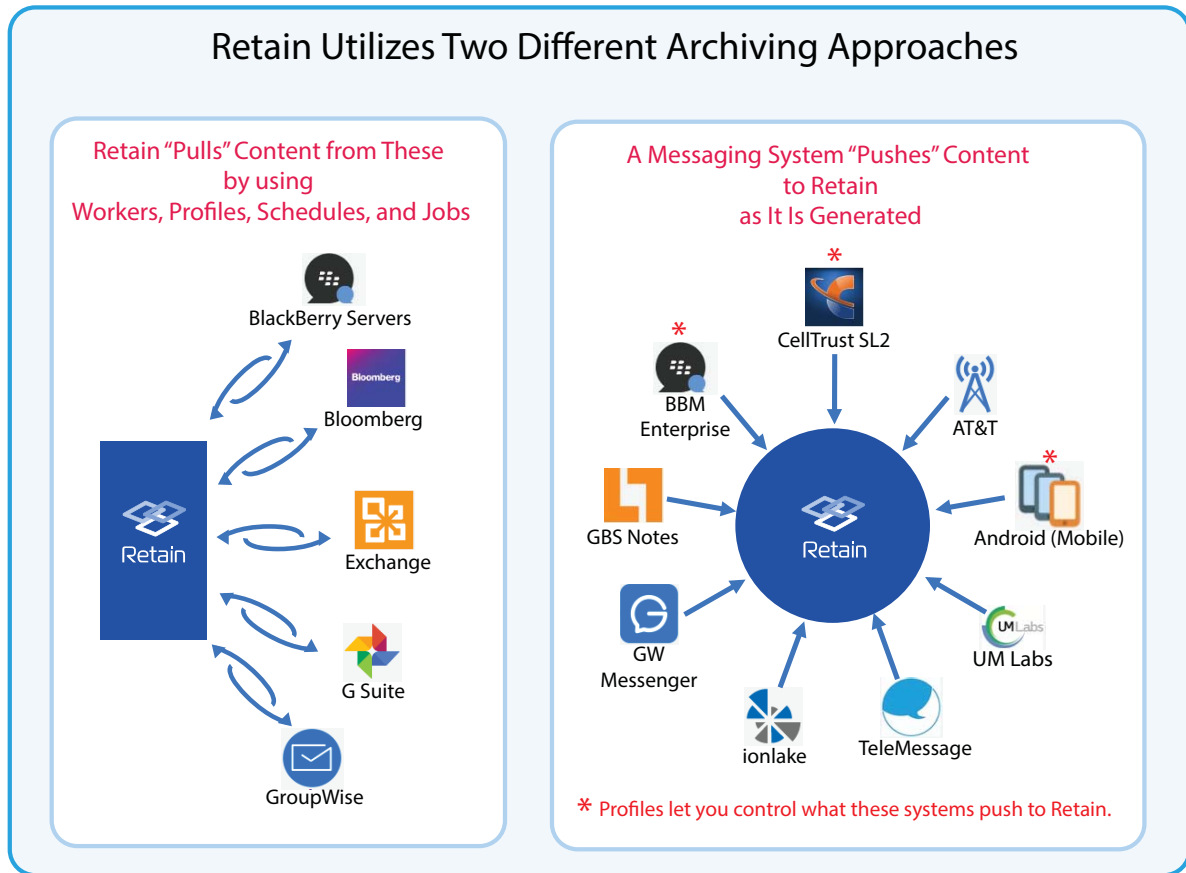 Retain Utilizes Two Different Archiving Approaches
Retain “Pulls” Content from These
by using
Workers, Profiles, Schedules, and Jobs
BlackBerry Servers
Bloomberg
Bloomberg
Retain
Exchange
G Suite
GroupWise
A Messaging System “Pushes” Content
to Retain
as It Is Generated
*
CellTrust SL2
*
BBM
Enterprise
AT&T
*
Android (Mobile)
GBS Notes
Retain
GW
Messenger
UM Labs
UM Labs
ionlake
TeleMessage
* Profiles let you control what these systems push to Retain.